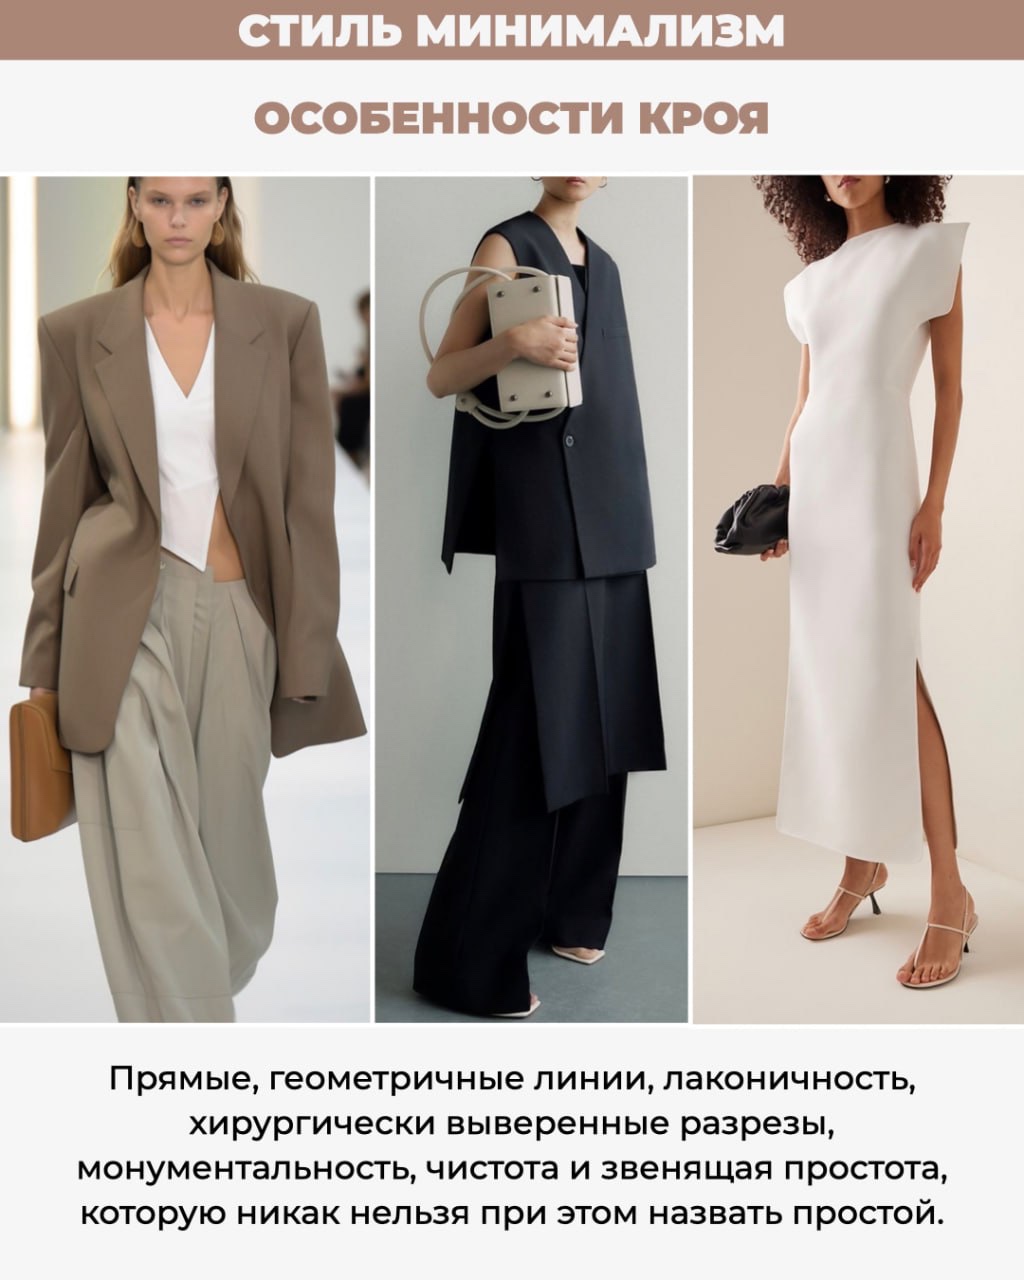 СТИЛЬ МИНИМАЛИЗМ
ОСОБЕННОСТИ КРОЯ
Прямые, геометричные линии, лаконичность,
хирургически выверенные разрезы,
монументальность, чистота и звенящая простота,
которую никак нельзя при этом назвать простой.